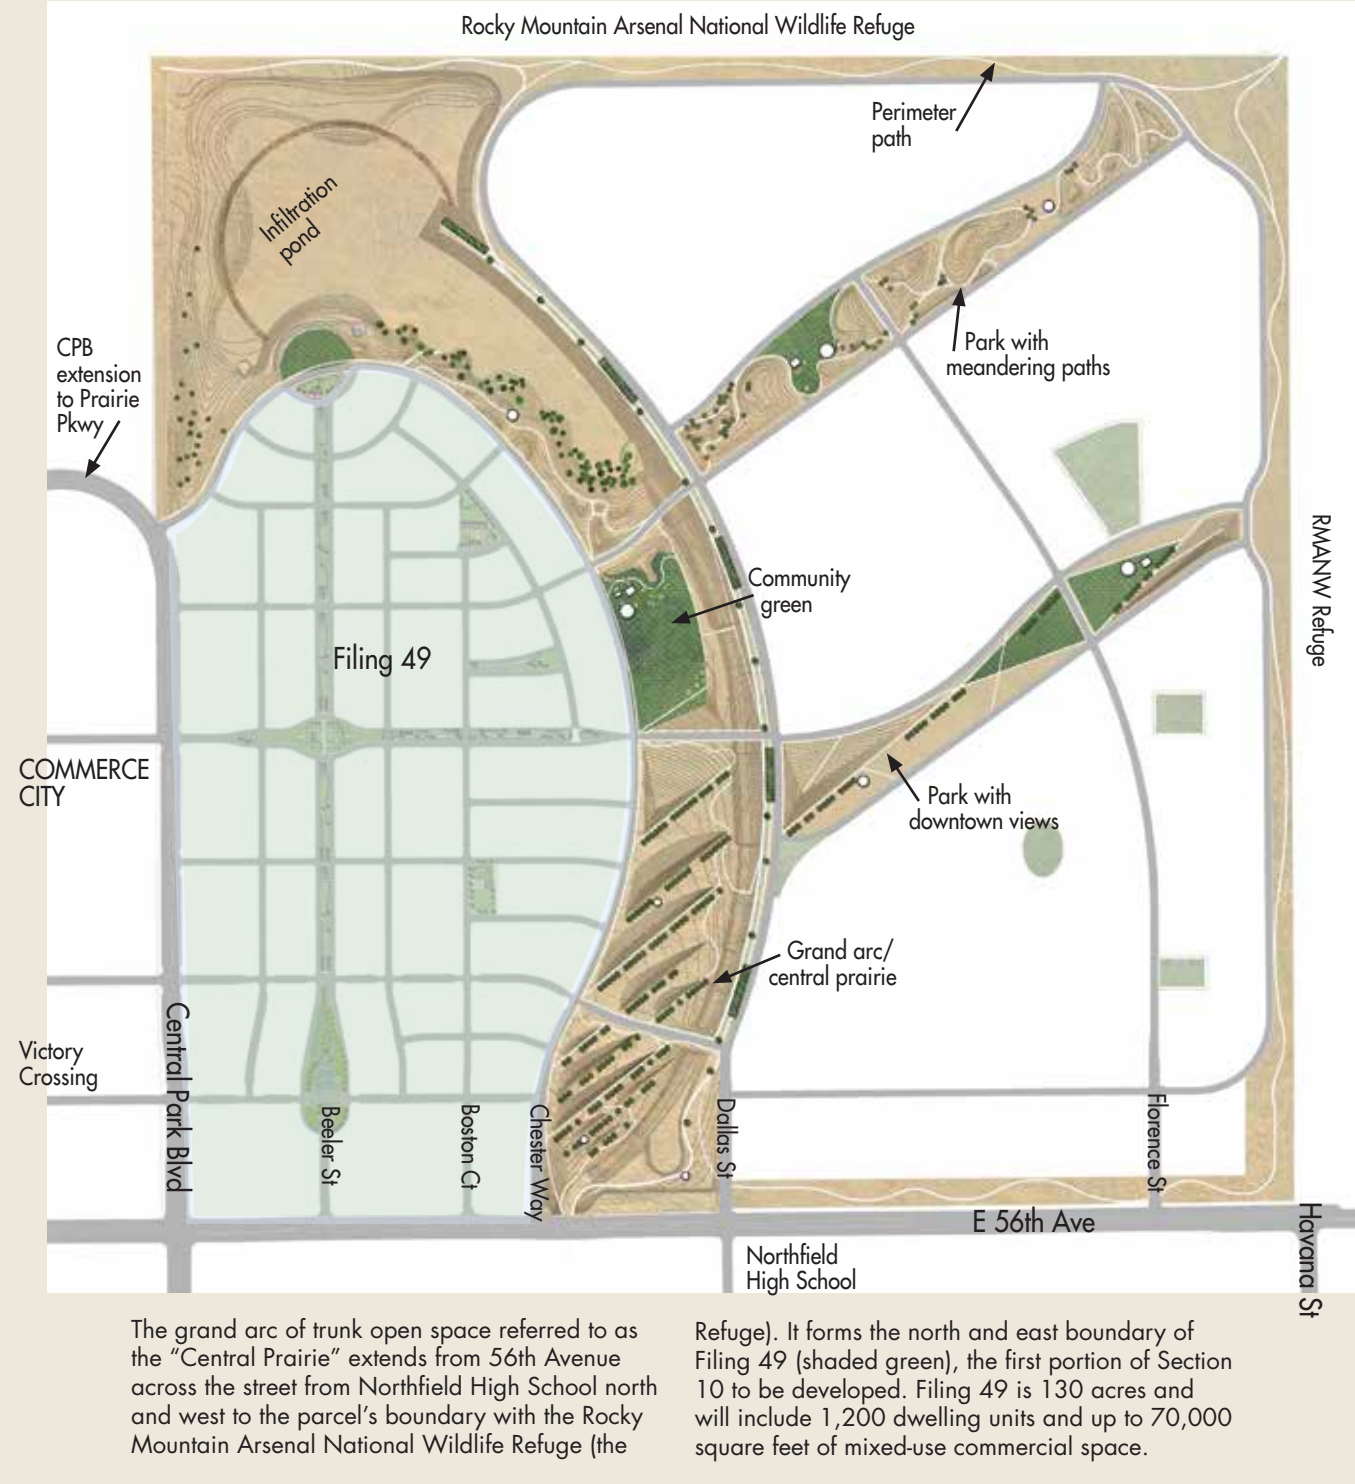 Rocky Mountain Arsenal National Wildlife Refuge
Perimeter
path
Infiltration
pond
CPB
extension
to Prairie
Pkwy
Park with
meandering paths
RMANW Refuge
Community
green
Filing 49
COMMERCE
CITY
Park with
downtown views
Grand arc/
central prairie
Victory
Crossing
Central Park Blvd
Beeler St
Boston Ct
Chester Way
Dallas St
Florence St
E 56th Ave
Havana St
Northfield
High School
The grand arc of trunk open space referred to as
the “Central Prairie” extends from 56th Avenue
across the street from Northfield High School north
and west to the parcel’s boundary with the Rocky
Mountain Arsenal National Wildlife Refuge (the
Refuge). It forms the north and east boundary of
Filing 49 (shaded green), the first portion of Section
10 to be developed. Filing 49 is 130 acres and
will include 1,200 dwelling units and up to 70,000
square feet of mixed-use commercial space.